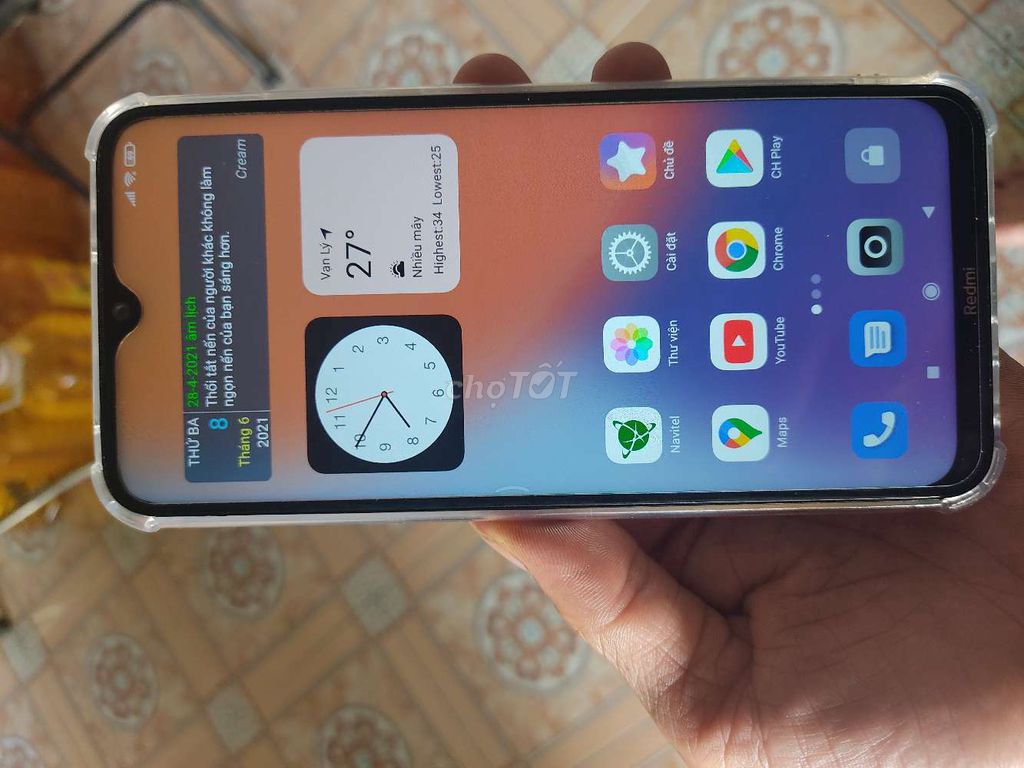 THỨ BA
8
Tháng 6
2021
28-4-2021 âm lịch
Thổi tắt nến của người khác không làm
ngọn nến của bạn sáng hơn.
Cream
12
1
2
3
4
5
6
7
8
9
10
11
Vạn Lý
27°
Nhiều mây
Highest:34 Lowest:25
chợTỐT
Navitel
Thư viện
Cài đặt
Chủ đề
Maps
YouTube
Chrome
CH Play
Redmi